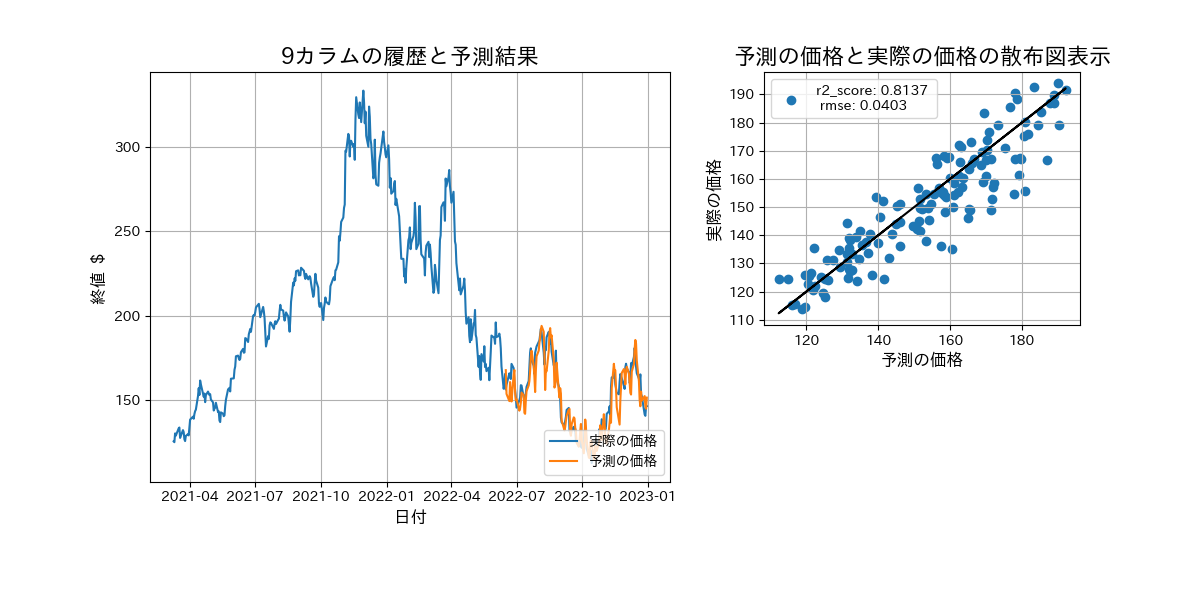 9カラムの履歴と予測結果
終値 $
300
250
200
150
2021-04 2021-07 2021-10 2022-01 2022-04 2022-07 2022-10 2023-01
日付
実際の価格
予測の価格
予測の価格と実際の価格の散布図表示
実際の価格
190
180
170
160
150
140
130
120
110
r2_score: 0.8137
rmse: 0.0403
120 140 160 180
予測の価格